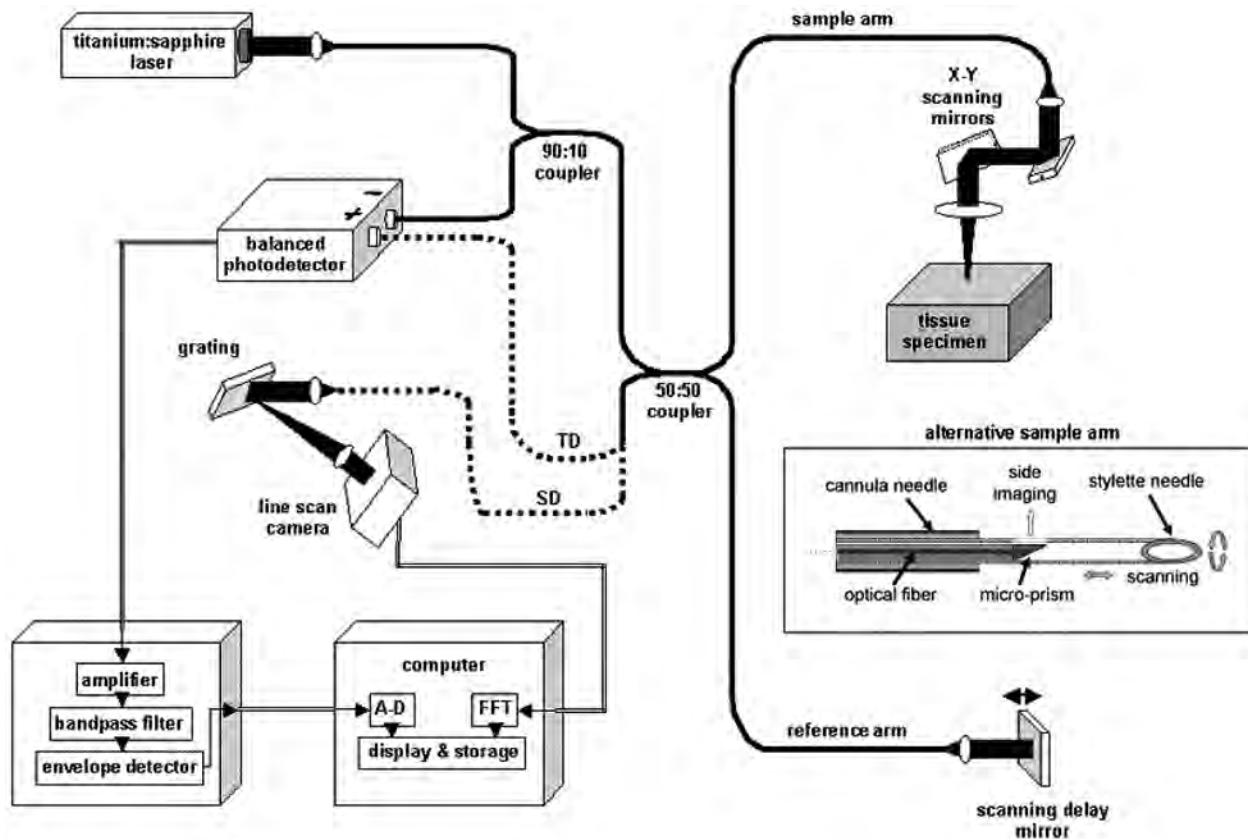 titanium:sapphire
laser
sample arm
X-Y
scanning
mirrors
90:10
coupler
– +
balanced
photodetector
tissue
specimen
grating
50:50
coupler
TD
SD
line scan
camera
alternative sample arm
cannula needle
side
imaging
stylette needle
optical fiber
micro-prism
scanning
amplifier
bandpass filter
envelope detector
computer
A-D
FFT
display & storage
reference arm
scanning delay
mirror